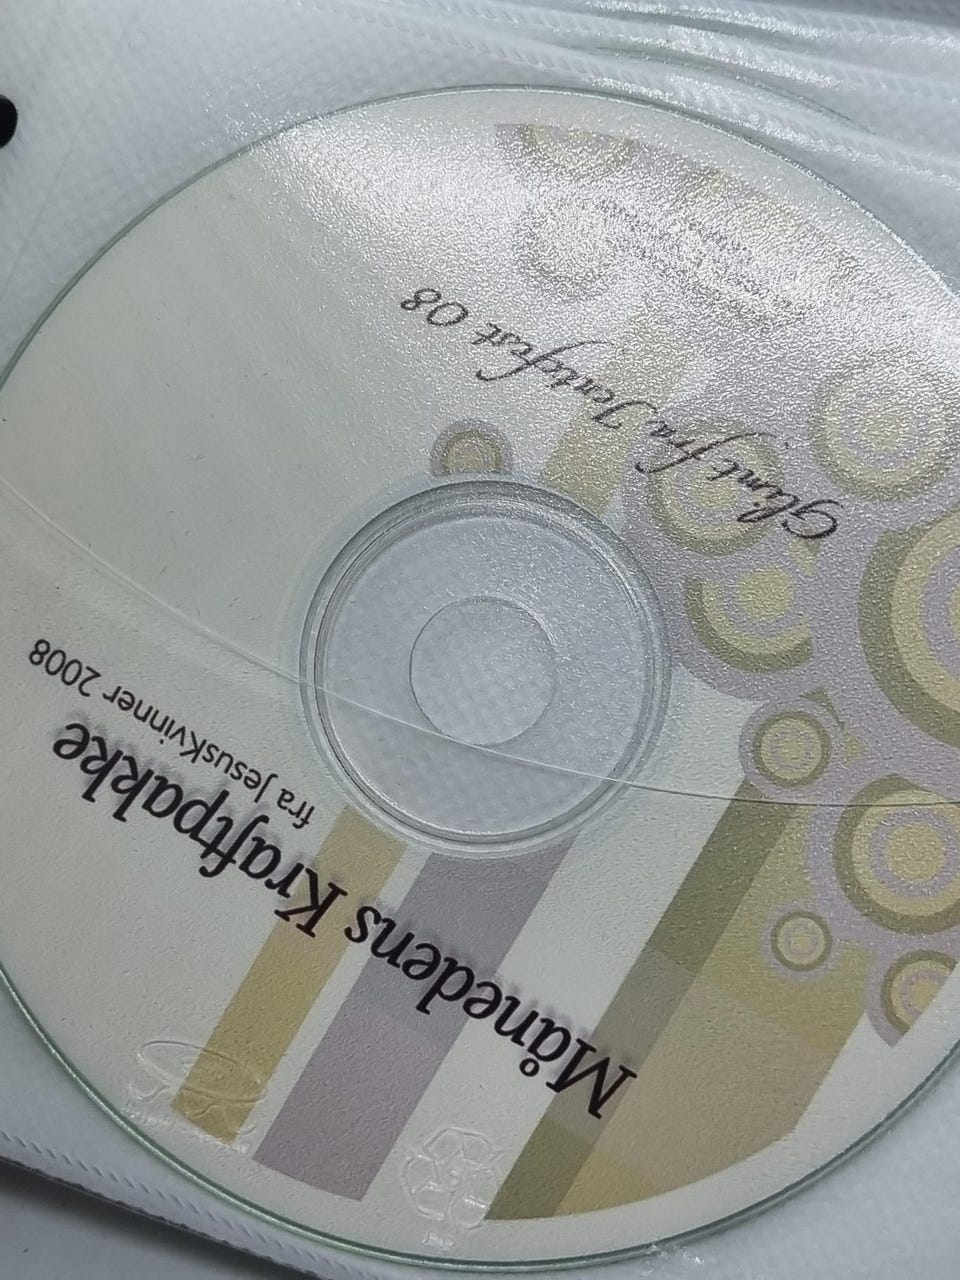 Månedens Kraftpakke
fra JesusKvinner 2008
Glimt fra Jentefest 08